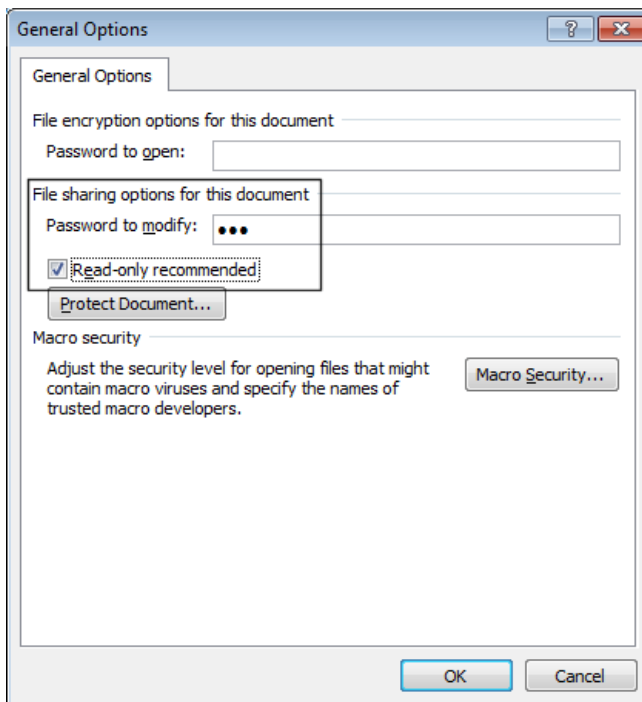 General Options
General Options
File encryption options for this document
Password to open:
File sharing options for this document
Password to modify: ●●●
Read-only recommended
Protect Document...
Macro security
Adjust the security level for opening files that might
contain macro viruses and specify the names of
trusted macro developers.
Macro Security...
OK
Cancel